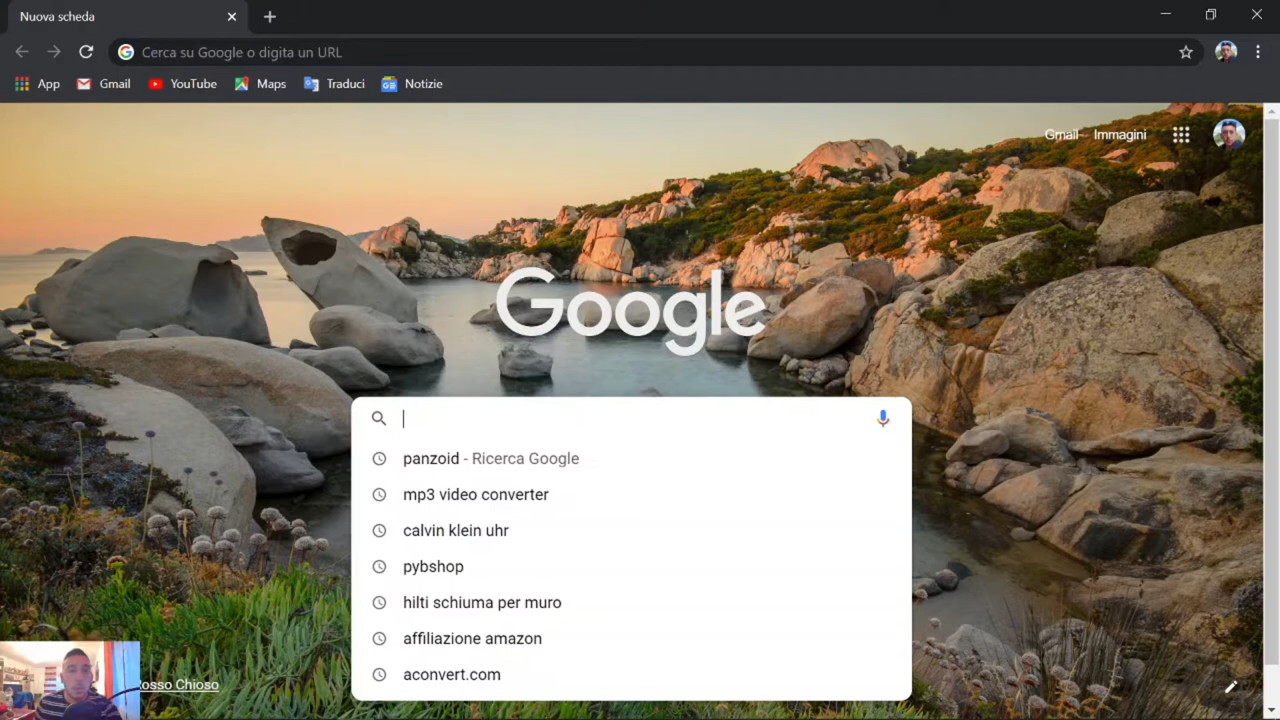 Nuova scheda
Cerca su Google o digita un URL
App Gmail YouTube Maps Traduci Notizie
Gmail Immagini
Google
panzoid - Ricerca Google
mp3 video converter
calvin klein uhr
pybshop
hilti schiuma per muro
affiliazione amazon
aconvert.com
Rosso Chioso